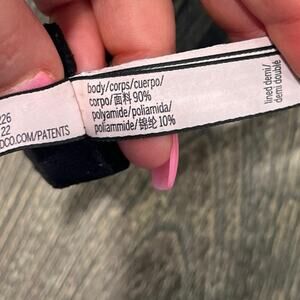 226
22
DCO.COM/PATENTS
body/corps/cuerpo/
corpo/面料 90%
polyamide/poliamida/
poliammide/锦纶 10%
lined demi/
demi doublé